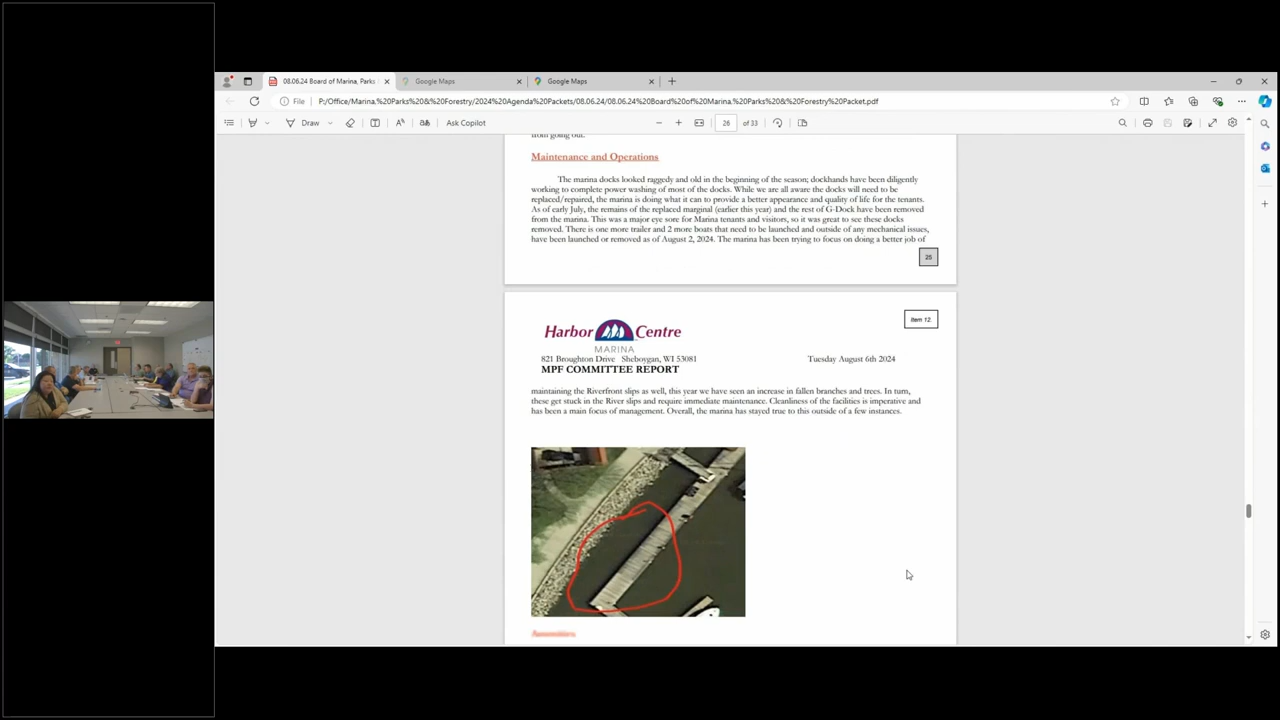 08.06.24 Board of Marina, Parks
Google Maps
Google Maps
File
P:/Office/Marina,%20Parks%20&%20Forestry/2024%20Agenda%20Packets/08.06.24/08.06.24%20Board%20of%20Marina,%20Parks%20&%20Forestry%20Packet.pdf
Draw
Ask Copilot
26 of 33
from going out.
Maintenance and Operations
The marina docks looked raggedy and old in the beginning of the season; dockhands have been diligently
working to complete power washing of most of the docks. While we are all aware the docks will need to be
replaced/repaired, the marina is doing what it can to provide a better appearance and quality of life for the tenants.
As of early July, the remains of the replaced marginal (earlier this year) and the rest of G-Dock have been removed
from the marina. This was a major eye sore for Marina tenants and visitors, so it was great to see these docks
removed. There is one more trailer and 2 more boats that need to be launched and outside of any mechanical issues,
have been launched or removed as of August 2, 2024. The marina has been trying to focus on doing a better job of
25
Harbor Centre
MARINA
Item 12.
821 Broughton Drive Sheboygan, WI 53081
Tuesday August 6th 2024
MPF COMMITTEE REPORT
maintaining the Riverfront slips as well, this year we have seen an increase in fallen branches and trees. In turn,
these get stuck in the River slips and require immediate maintenance. Cleanliness of the facilities is imperative and
has been a main focus of management. Overall, the marina has stayed true to this outside of a few instances.
Amenities